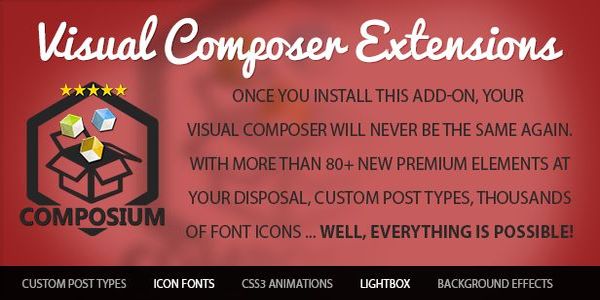 Visual Composer Extensions
ONCE YOU INSTALL THIS ADD-ON, YOUR
VISUAL COMPOSER WILL NEVER BE THE SAME AGAIN.
WITH MORE THAN 80+ NEW PREMIUM ELEMENTS AT
YOUR DISPOSAL, CUSTOM POST TYPES, THOUSANDS
OF FONT ICONS ... WELL, EVERYTHING IS POSSIBLE!
COMPOSIUM
CUSTOM POST TYPES ICON FONTS CSS3 ANIMATIONS LIGHTBOX BACKGROUND EFFECTS